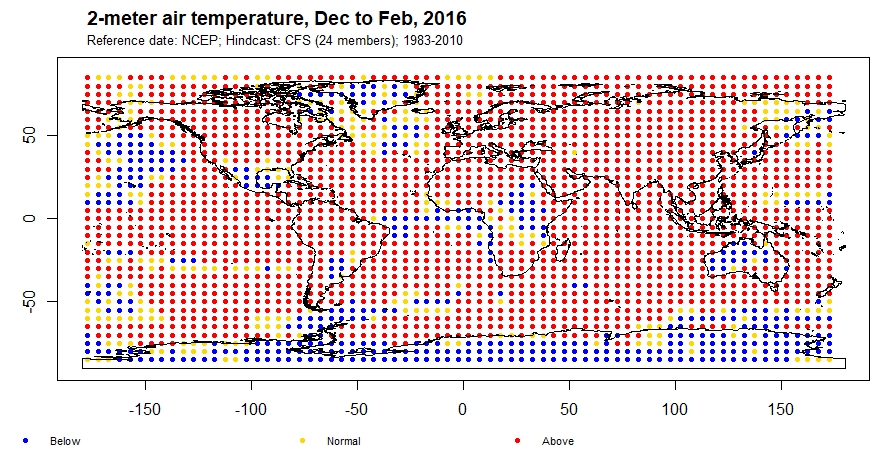 2-meter air temperature, Dec to Feb, 2016
Reference date: NCEP; Hindcast: CFS (24 members); 1983-2010
50
0
-50
-150 -100 -50 0 50 100 150
Below Normal Above